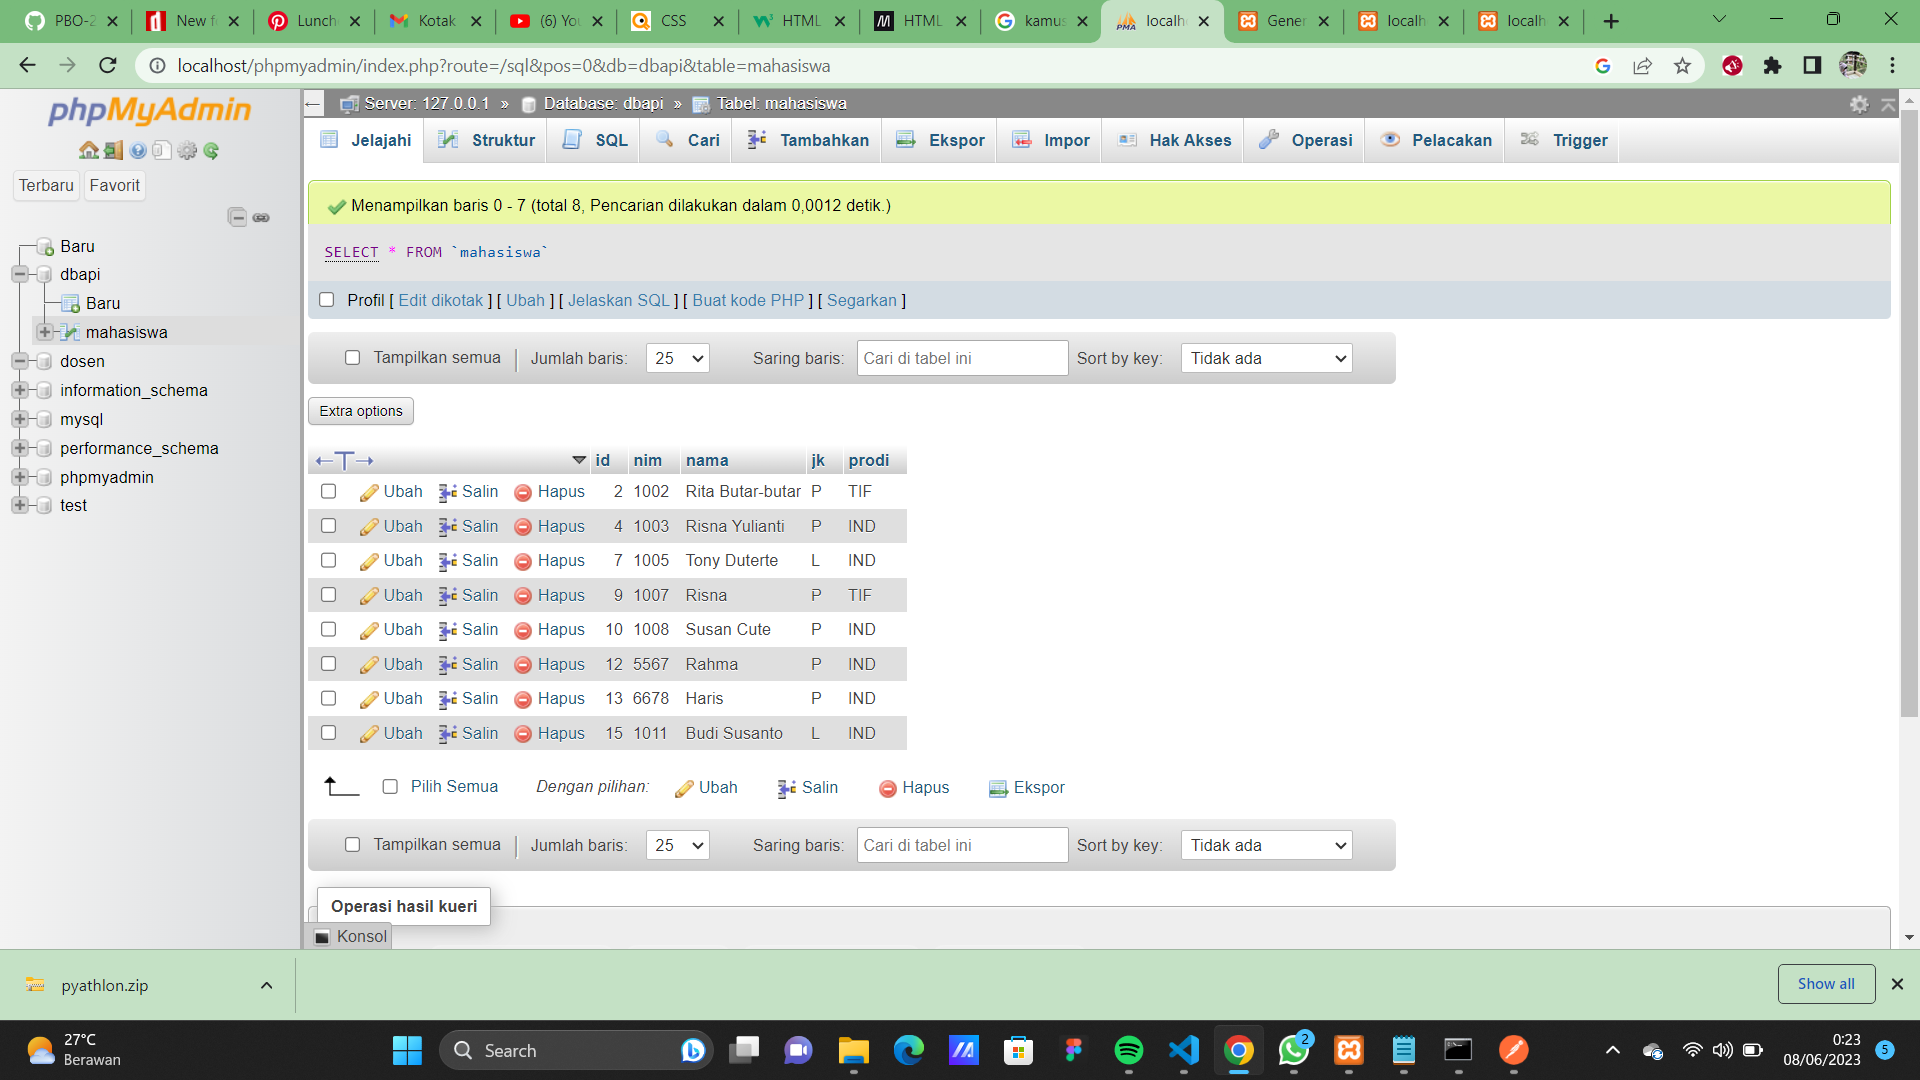 PBO-2
New fo
Lunch
Kotak
(6) You
CSS
HTML
HTML
kamus
localho
Gener
localho
localho
localhost/phpmyadmin/index.php?route=/sql&pos=0&db=dbapi&table=mahasiswa
phpMyAdmin
Terbaru Favorit
Baru
dbapi
Baru
mahasiswa
dosen
information_schema
mysql
performance_schema
phpmyadmin
test
Server: 127.0.0.1 » Database: dbapi » Tabel: mahasiswa
Jelajahi Struktur SQL Cari Tambahkan Ekspor Impor Hak Akses Operasi Pelacakan Trigger
Menampilkan baris 0 - 7 (total 8, Pencarian dilakukan dalam 0,0012 detik.)
SELECT * FROM `mahasiswa`
Profil [ Edit dikotak ] [ Ubah ] [ Jelaskan SQL ] [ Buat kode PHP ] [ Segarkan ]
Tampilkan semua | Jumlah baris: 25 Saring baris: Cari di tabel ini Sort by key: Tidak ada
Extra options
id nim nama jk prodi
Ubah Salin Hapus 2 1002 Rita Butar-butar P TIF
Ubah Salin Hapus 4 1003 Risna Yulianti P IND
Ubah Salin Hapus 7 1005 Tony Duterte L IND
Ubah Salin Hapus 9 1007 Risna P TIF
Ubah Salin Hapus 10 1008 Susan Cute P IND
Ubah Salin Hapus 12 5567 Rahma P IND
Ubah Salin Hapus 13 6678 Haris P IND
Ubah Salin Hapus 15 1011 Budi Susanto L IND
Pilih Semua Dengan pilihan: Ubah Salin Hapus Ekspor
Tampilkan semua | Jumlah baris: 25 Saring baris: Cari di tabel ini Sort by key: Tidak ada
Operasi hasil kueri
Konsol
pyathlon.zip
Show all
27°C
Berawan
Search
2
0:23
08/06/2023
5